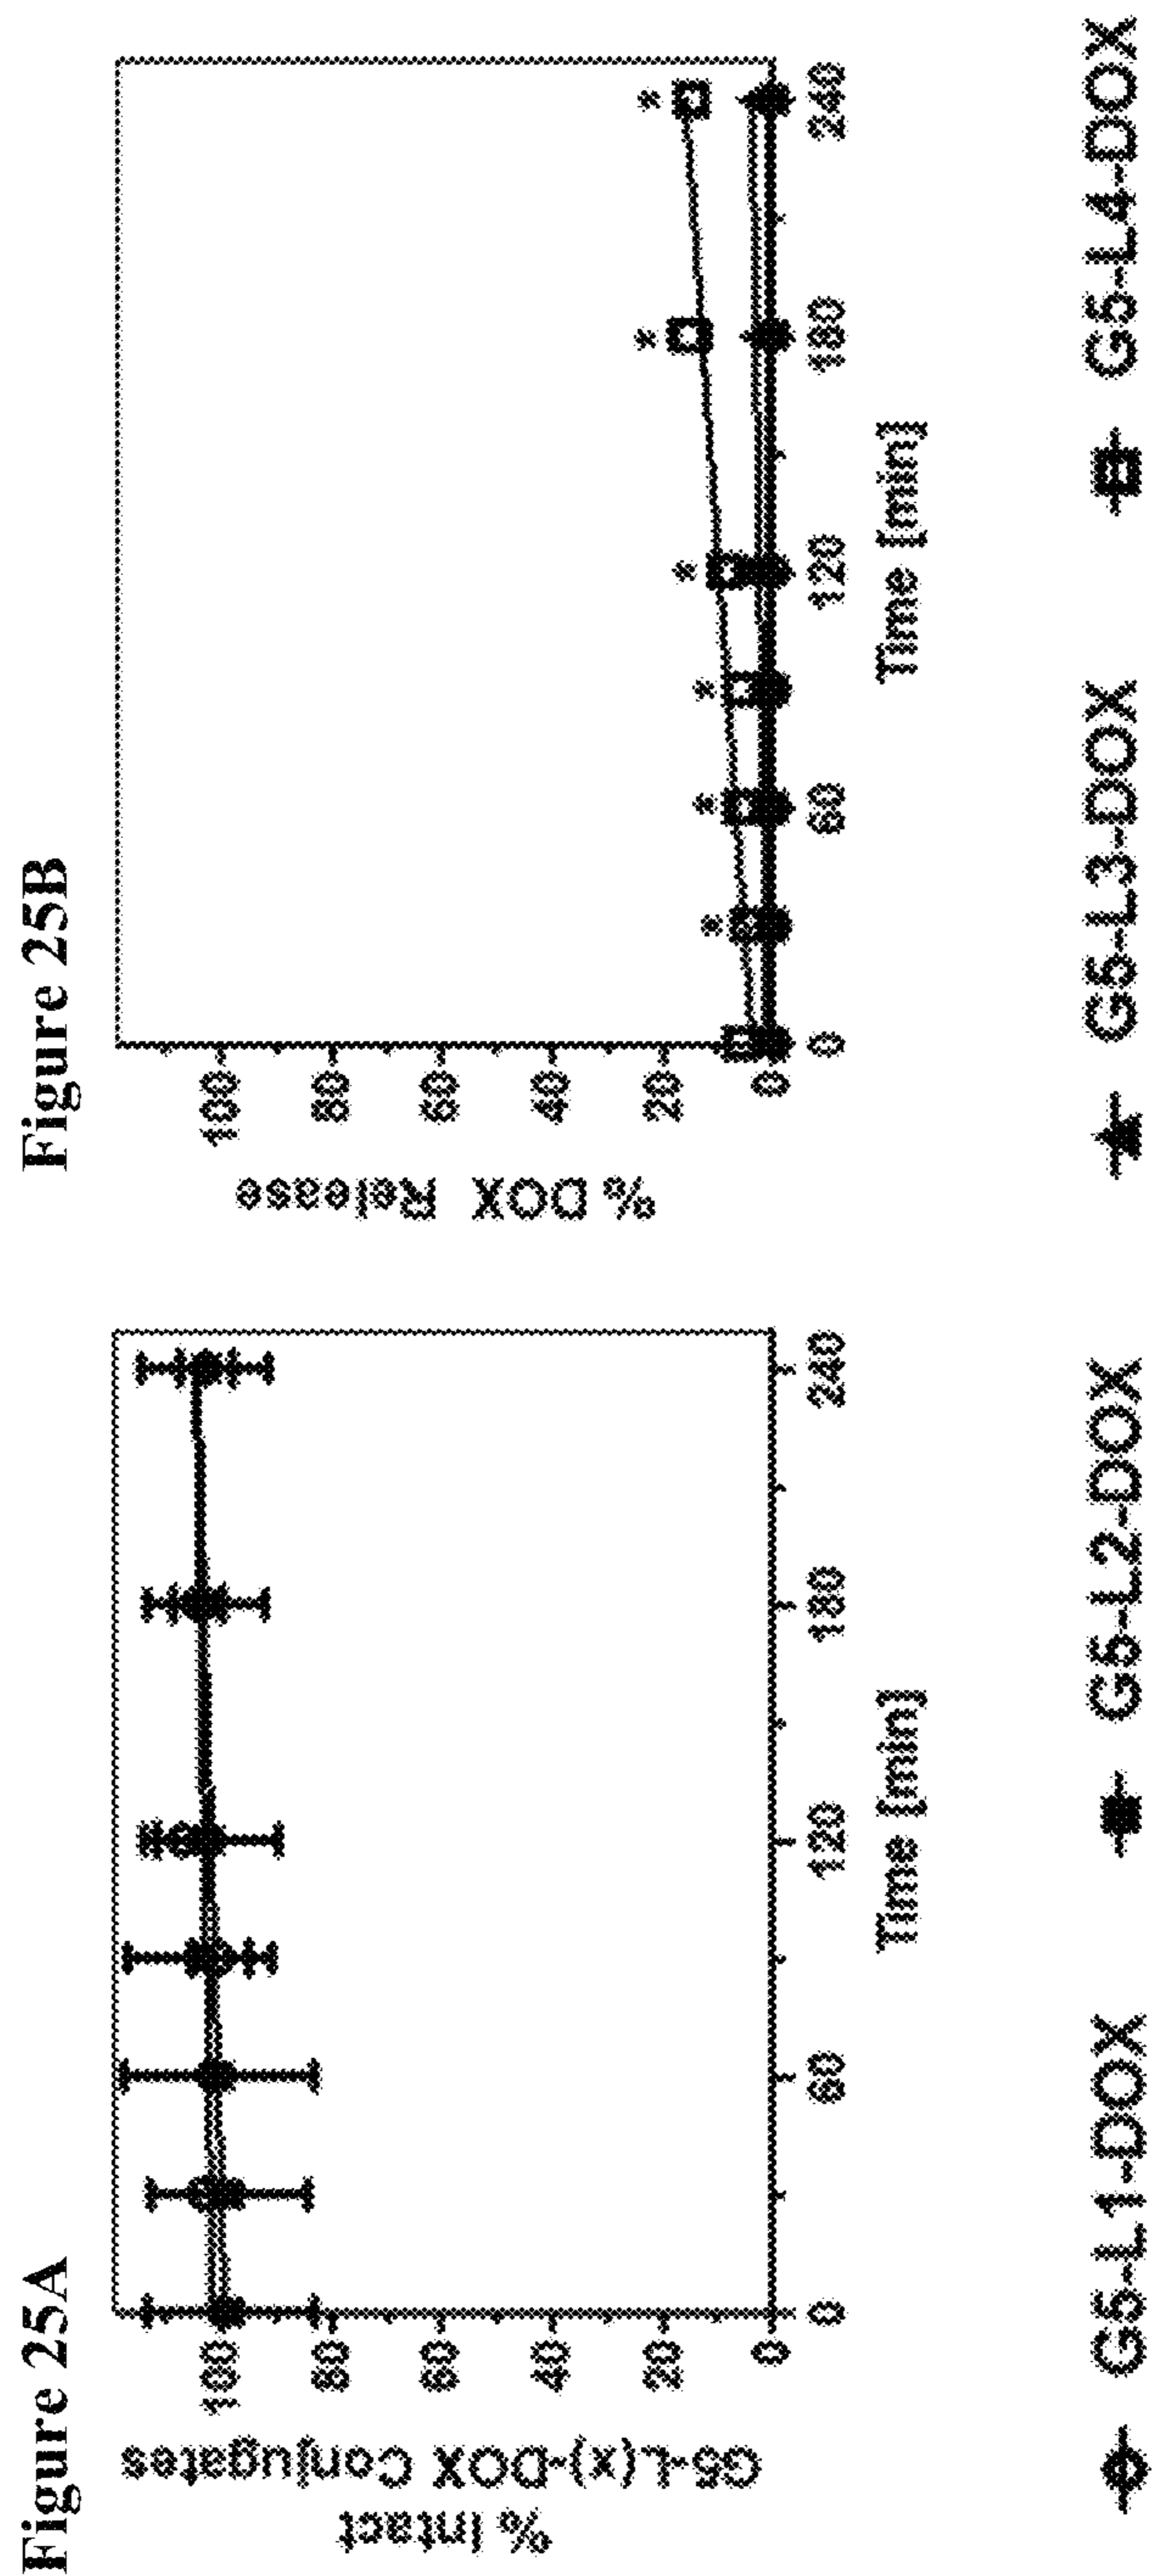 Figure 25A
% Intact
G5-L(x)-DOX Conjugates
100
80
60
40
20
0
0 60 120 180 240
Time [min]
Figure 25B
% DOX Release
100
80
60
40
20
0
* * * * * *
0 60 120 180 240
Time [min]
G5-L1-DOX G5-L2-DOX G5-L3-DOX G5-L4-DOX